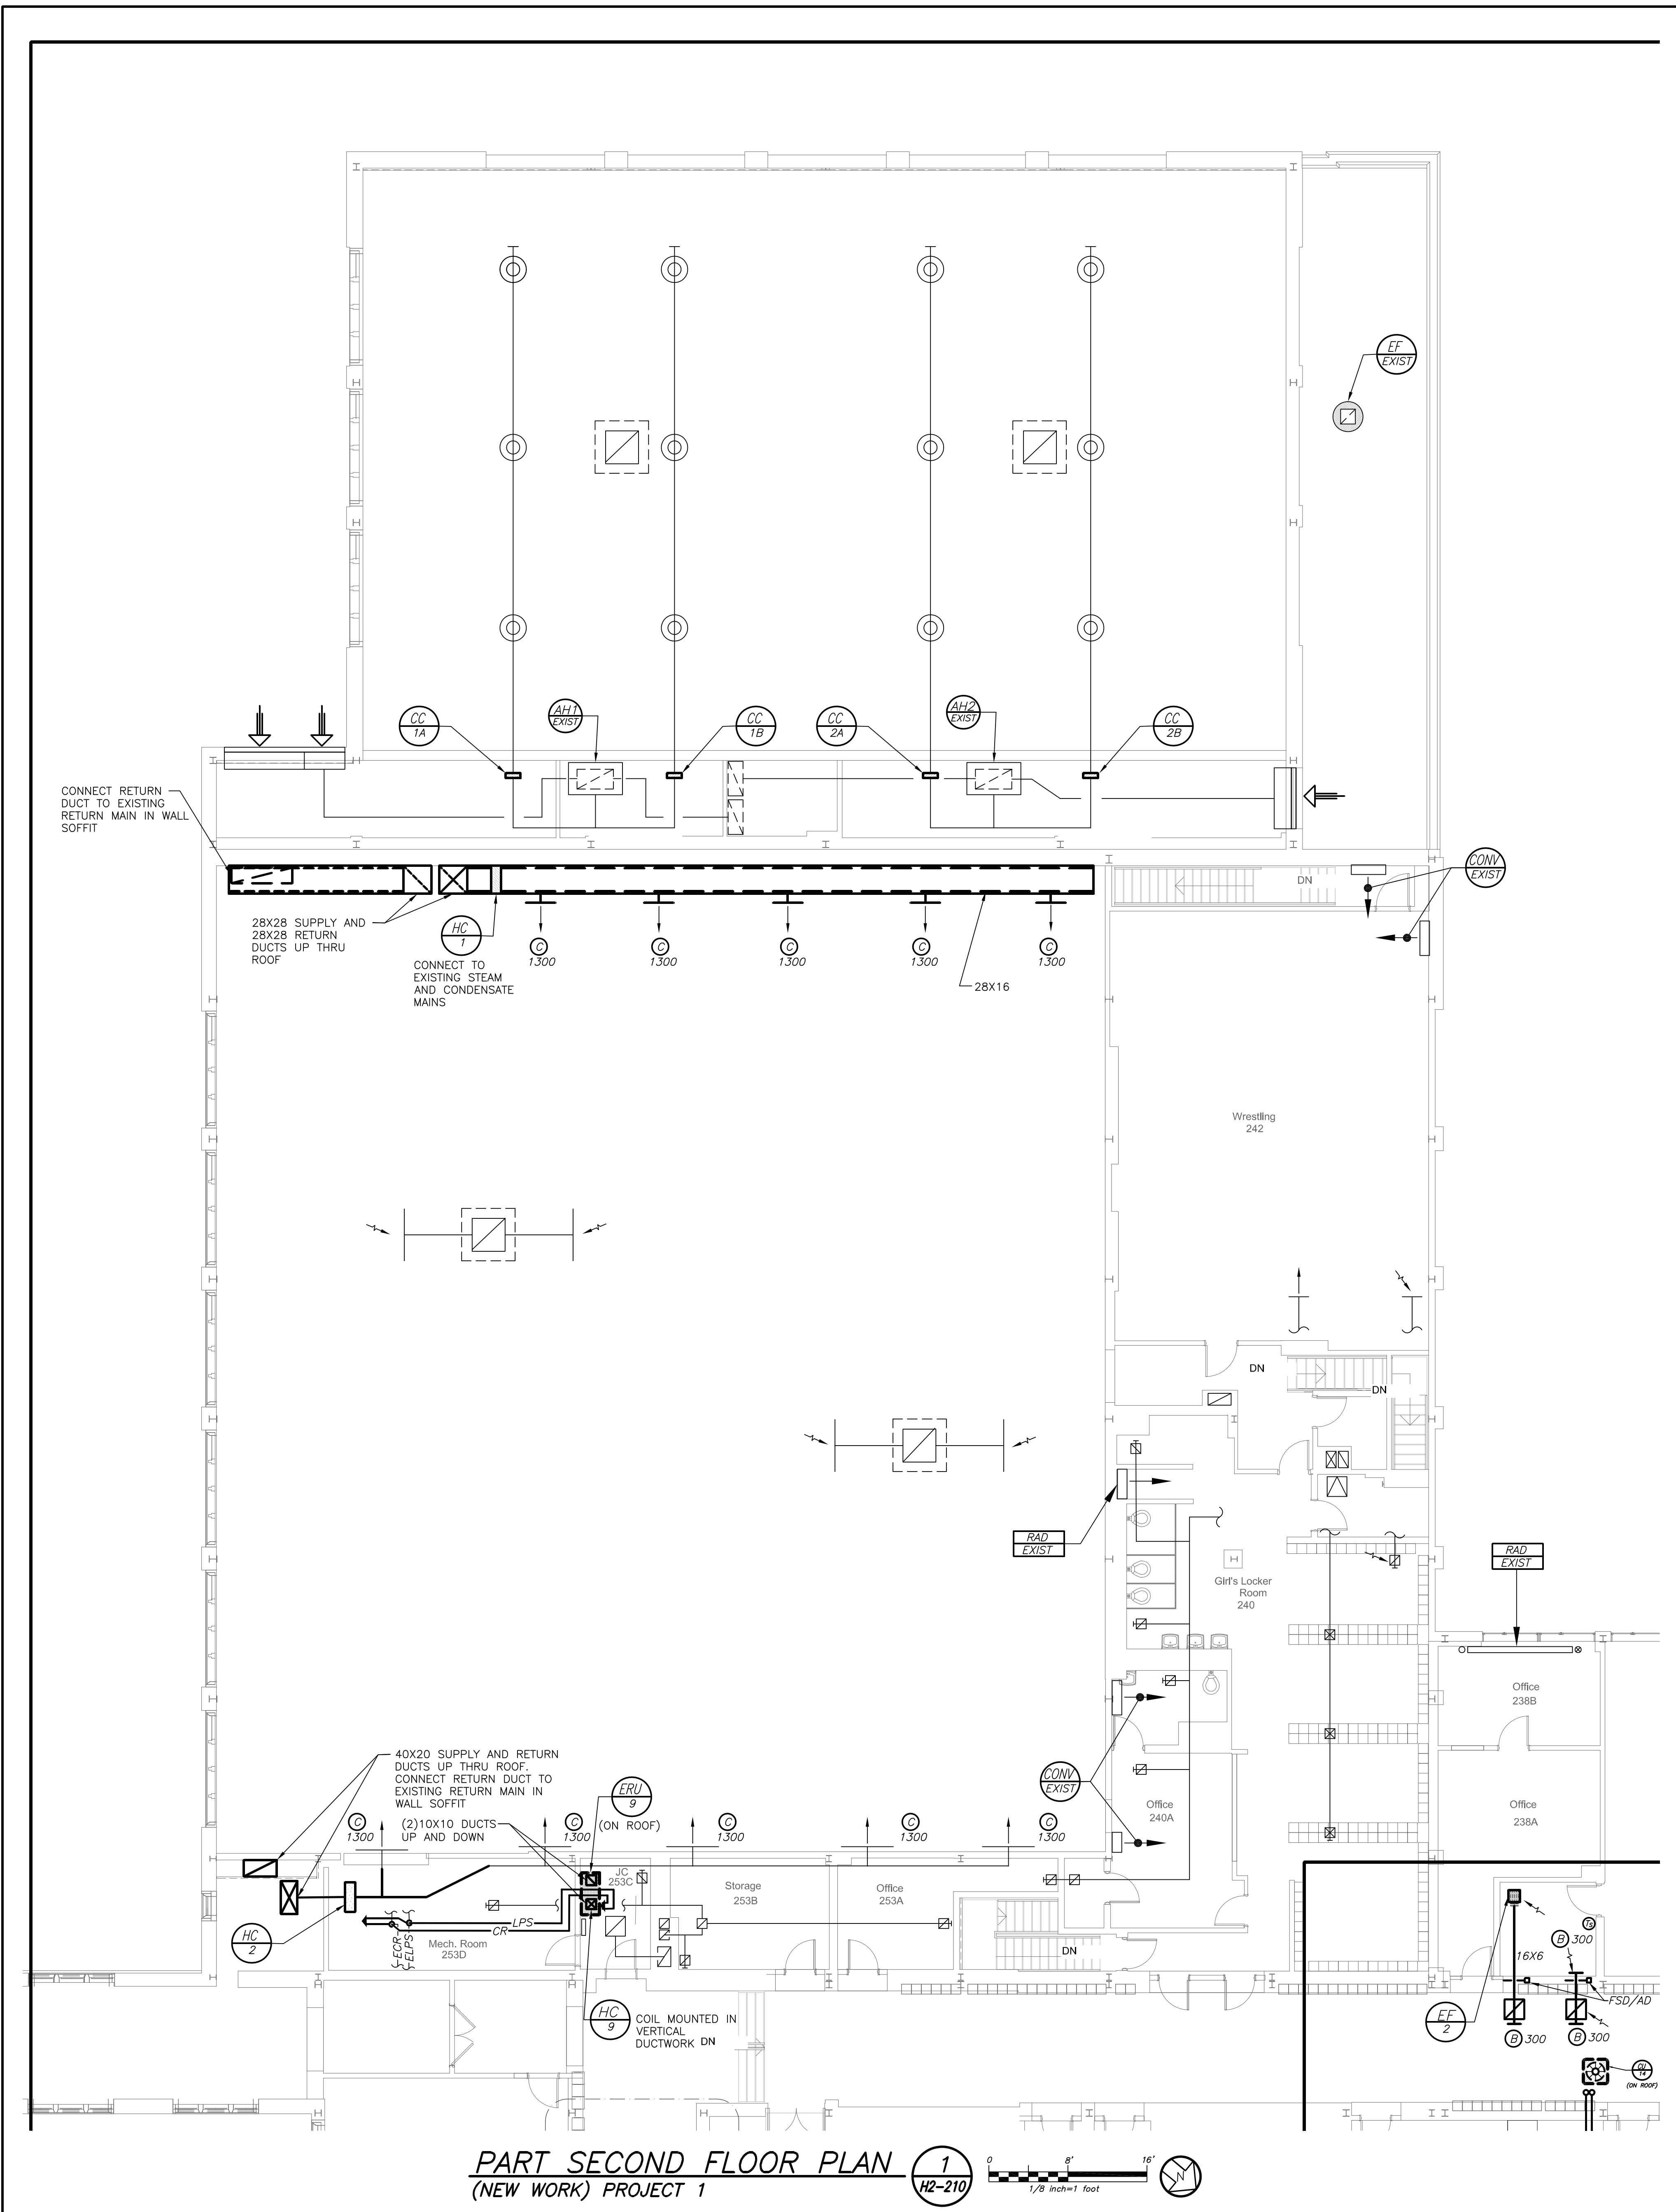 EF
EXIST
CC
1A
AH1
EXIST
CC
1B
CC
2A
AH2
EXIST
CC
2B
CONNECT RETURN
DUCT TO EXISTING
RETURN MAIN IN WALL
SOFFIT
28X28 SUPPLY AND
28X28 RETURN
DUCTS UP THRU
ROOF
HC
1
CONNECT TO
EXISTING STEAM
AND CONDENSATE
MAINS
C
1300
C
1300
C
1300
C
1300
C
1300
28X16
DN
CONV
EXIST
Wrestling
242
DN
DN
RAD
EXIST
Girl's Locker
Room
240
RAD
EXIST
Office
238B
Office
238A
CONV
EXIST
Office
240A
40X20 SUPPLY AND RETURN
DUCTS UP THRU ROOF.
CONNECT RETURN DUCT TO
EXISTING RETURN MAIN IN
WALL SOFFIT
(2)10X10 DUCTS
UP AND DOWN
ERU
9
(ON ROOF)
C
1300
C
1300
C
1300
C
1300
C
1300
JC
253C
Storage
253B
Office
253A
HC
2
ECR
ELPS
LPS
CR
Mech. Room
253D
DN
HC
9
COIL MOUNTED IN
VERTICAL
DUCTWORK
DN
TS
B 300
16X6
FSD/AD
EF
2
B 300
B 300
CU
14
(ON ROOF)
PART SECOND FLOOR PLAN
(NEW WORK) PROJECT 1
1
H2-210
0 8' 16'
1/8 inch=1 foot
N